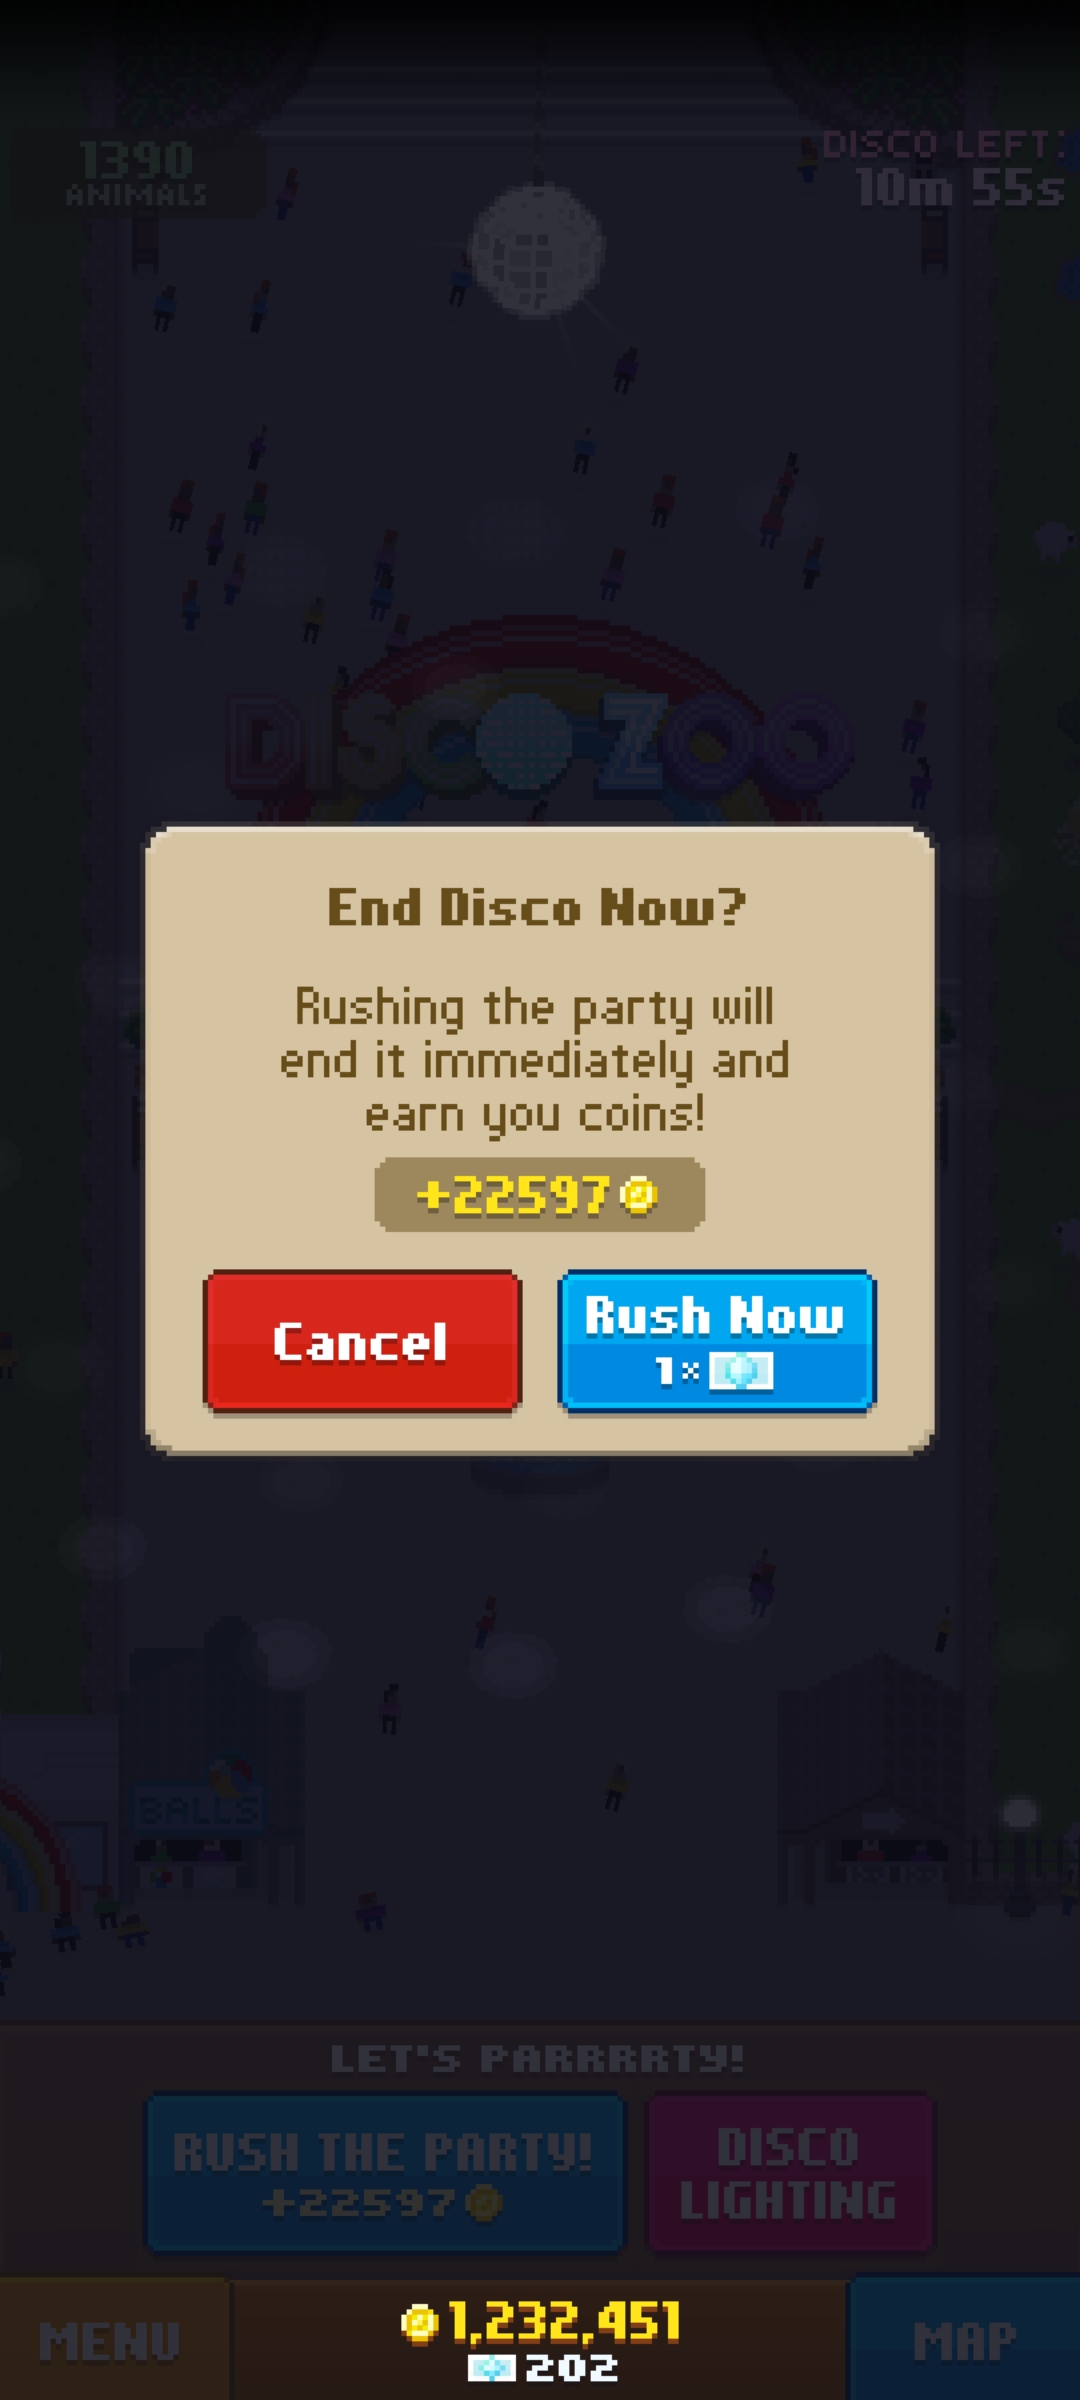 1390
ANIMALS
DISCO LEFT:
10m 55s
DISCO ZOO
End Disco Now?
Rushing the party will
end it immediately and
earn you coins!
+22597
Cancel
Rush Now
1×
BALLS
LET'S PARRRRTY!
RUSH THE PARTY!
+22597
DISCO
LIGHTING
MENU
1,232,451
202
MAP